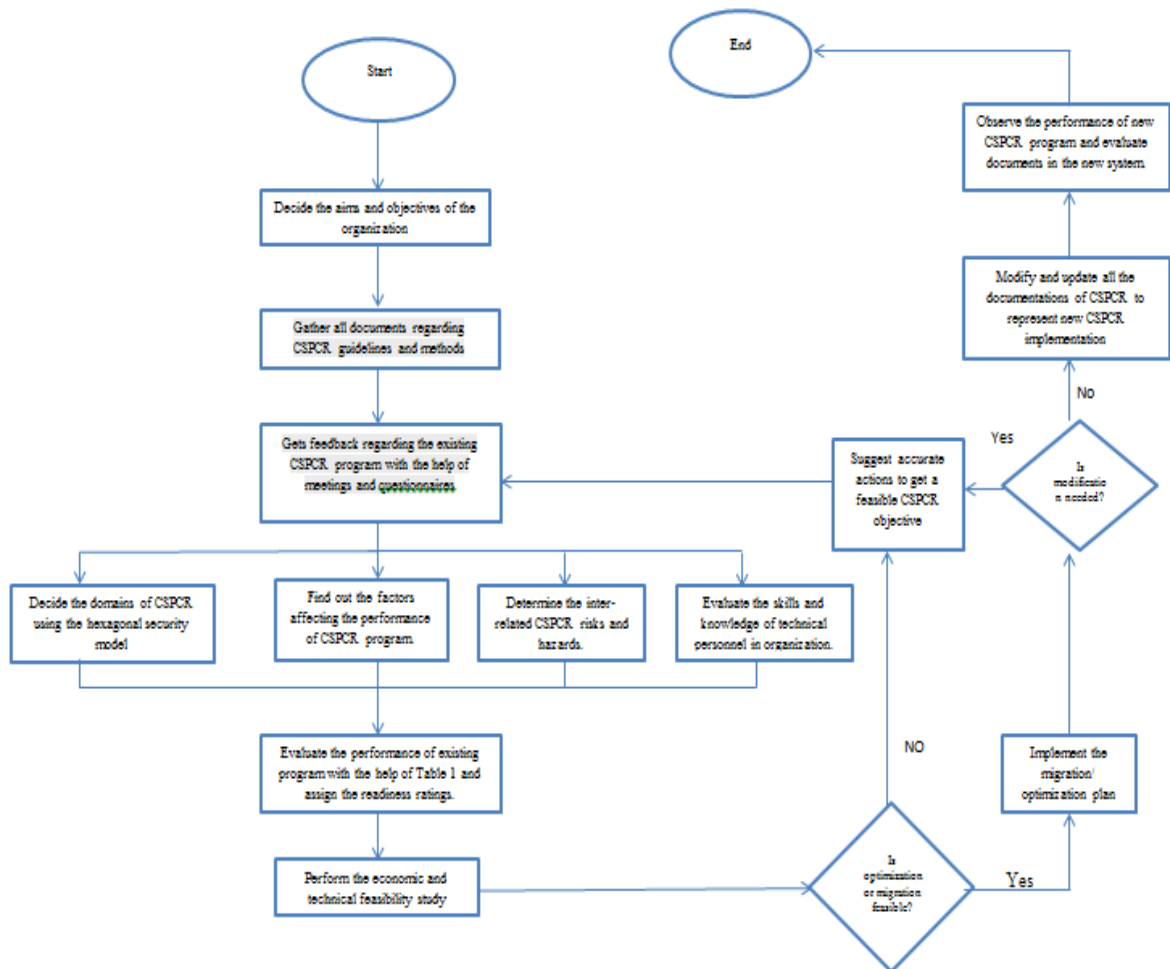 Start
Decide the aims and objectives of the
organization
Gather all documents regarding
CSPCR guidelines and methods
Gets feedback regarding the existing
CSPCR program with the help of
meetings and questionnaires
Decide the domains of CSPCR
using the hexagonal security
model
Find out the factors
affecting the performance
of CSPCR program.
Determine the inter-
related CSPCR risks and
hazards.
Evaluate the skills and
knowledge of technical
personnel in organization.
Evaluate the performance of existing
program with the help of Table 1 and
assign the readiness ratings.
Perform the economic and
technical feasibility study
Is
optimization
or migration
feasible?
NO
Yes
Suggest accurate
actions to get a
feasible CSPCR
objective
Implement the
migration/
optimization plan
Is
modificatio
n needed?
Yes
No
Modify and update all the
documentations of CSPCR to
represent new CSPCR
implementation
Observe the performance of new
CSPCR program and evaluate
documents in the new system.
End